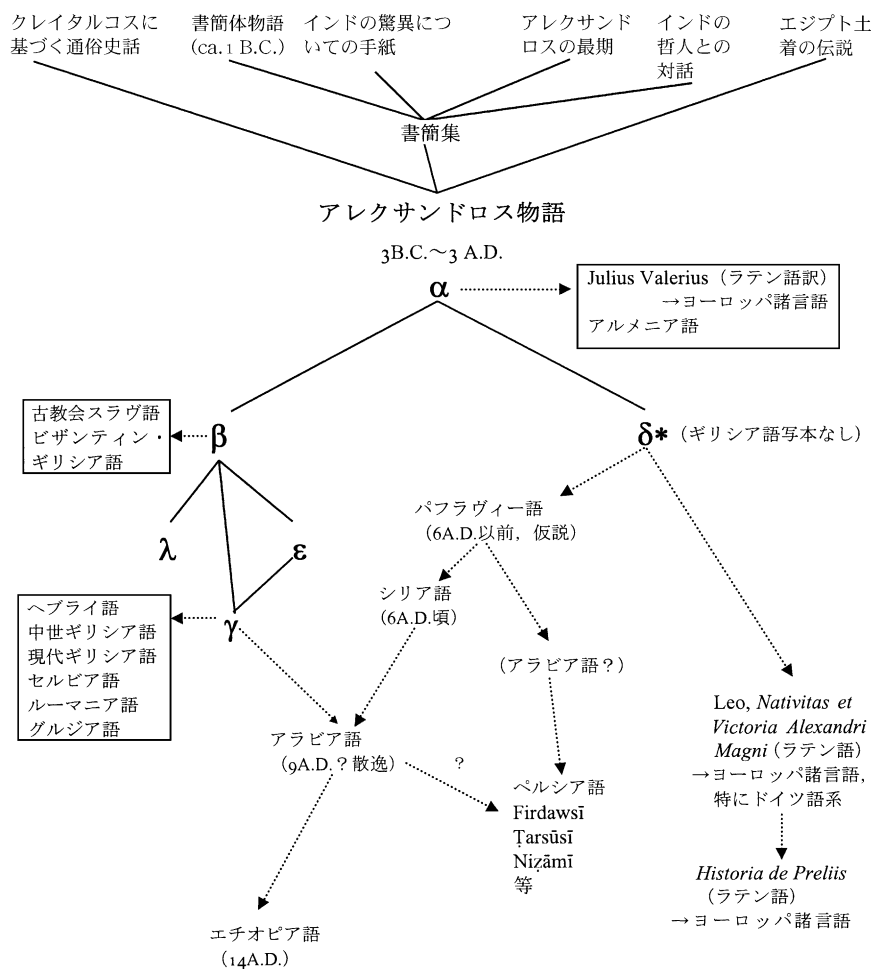 クレイタルコスに
基づく通俗史話
書簡体物語
(ca.1 B.C.)
インドの驚異につ
いての手紙
アレクサンド
ロスの最期
インドの
哲人との
対話
エジプト土
着の伝説
書簡集
アレクサンドロス物語
3B.C.～3 A.D.
α
Julius Valerius（ラテン語訳）
→ヨーロッパ諸言語
アルメニア語
古教会スラヴ語
ビザンティン・
ギリシア語
β
δ*（ギリシア語写本なし）
パフラヴィー語
（6A.D.以前，仮説）
λ
ε
シリア語
（6A.D.頃）
ヘブライ語
中世ギリシア語
現代ギリシア語
セルビア語
ルーマニア語
グルジア語
γ
（アラビア語？）
Leo, Nativitas et
Victoria Alexandri
Magni（ラテン語）
→ヨーロッパ諸言語，
特にドイツ語系
アラビア語
（9A.D.？散逸）
？
ペルシア語
Firdawsī
Ṭarsūsī
Niẓāmī
等
Historia de Preliis
（ラテン語）
→ヨーロッパ諸言語
エチオピア語
（14A.D.）